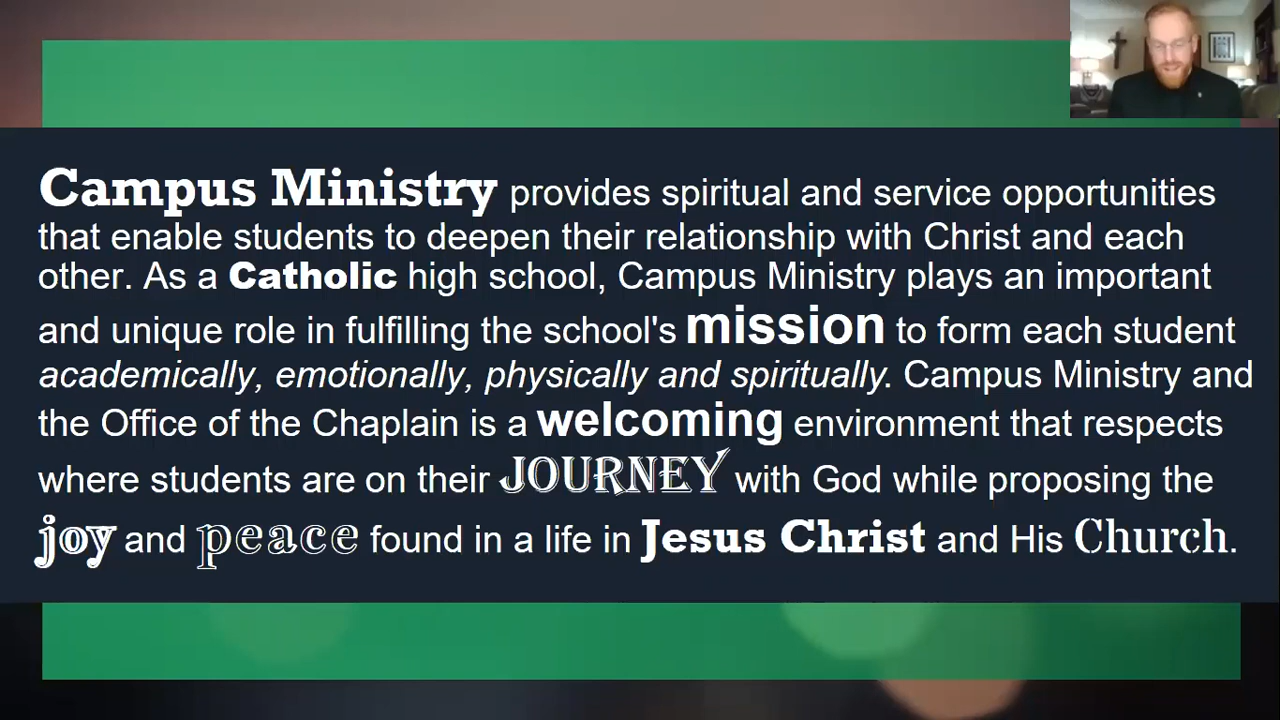 Campus Ministry provides spiritual and service opportunities
that enable students to deepen their relationship with Christ and each
other. As a Catholic high school, Campus Ministry plays an important
and unique role in fulfilling the school's mission to form each student
academically, emotionally, physically and spiritually. Campus Ministry and
the Office of the Chaplain is a welcoming environment that respects
where students are on their JOURNEY with God while proposing the
joy and peace found in a life in Jesus Christ and His Church.